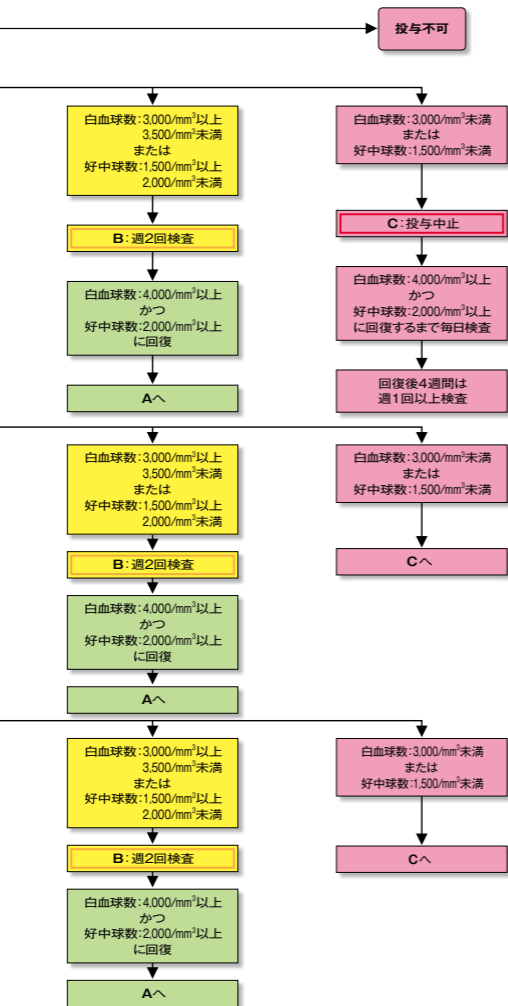 投与不可
白血球数:3,000/mm³以上
3,500/mm³未満
または
好中球数:1,500/mm³以上
2,000/mm³未満
B:週2回検査
白血球数:4,000/mm³以上
かつ
好中球数:2,000/mm³以上
に回復
Aへ
白血球数:3,000/mm³未満
または
好中球数:1,500/mm³未満
C:投与中止
白血球数:4,000/mm³以上
かつ
好中球数:2,000/mm³以上
に回復するまで毎日検査
回復後4週間は
週1回以上検査
白血球数:3,000/mm³以上
3,500/mm³未満
または
好中球数:1,500/mm³以上
2,000/mm³未満
B:週2回検査
白血球数:4,000/mm³以上
かつ
好中球数:2,000/mm³以上
に回復
Aへ
白血球数:3,000/mm³未満
または
好中球数:1,500/mm³未満
Cへ
白血球数:3,000/mm³以上
3,500/mm³未満
または
好中球数:1,500/mm³以上
2,000/mm³未満
B:週2回検査
白血球数:4,000/mm³以上
かつ
好中球数:2,000/mm³以上
に回復
Aへ
白血球数:3,000/mm³未満
または
好中球数:1,500/mm³未満
Cへ